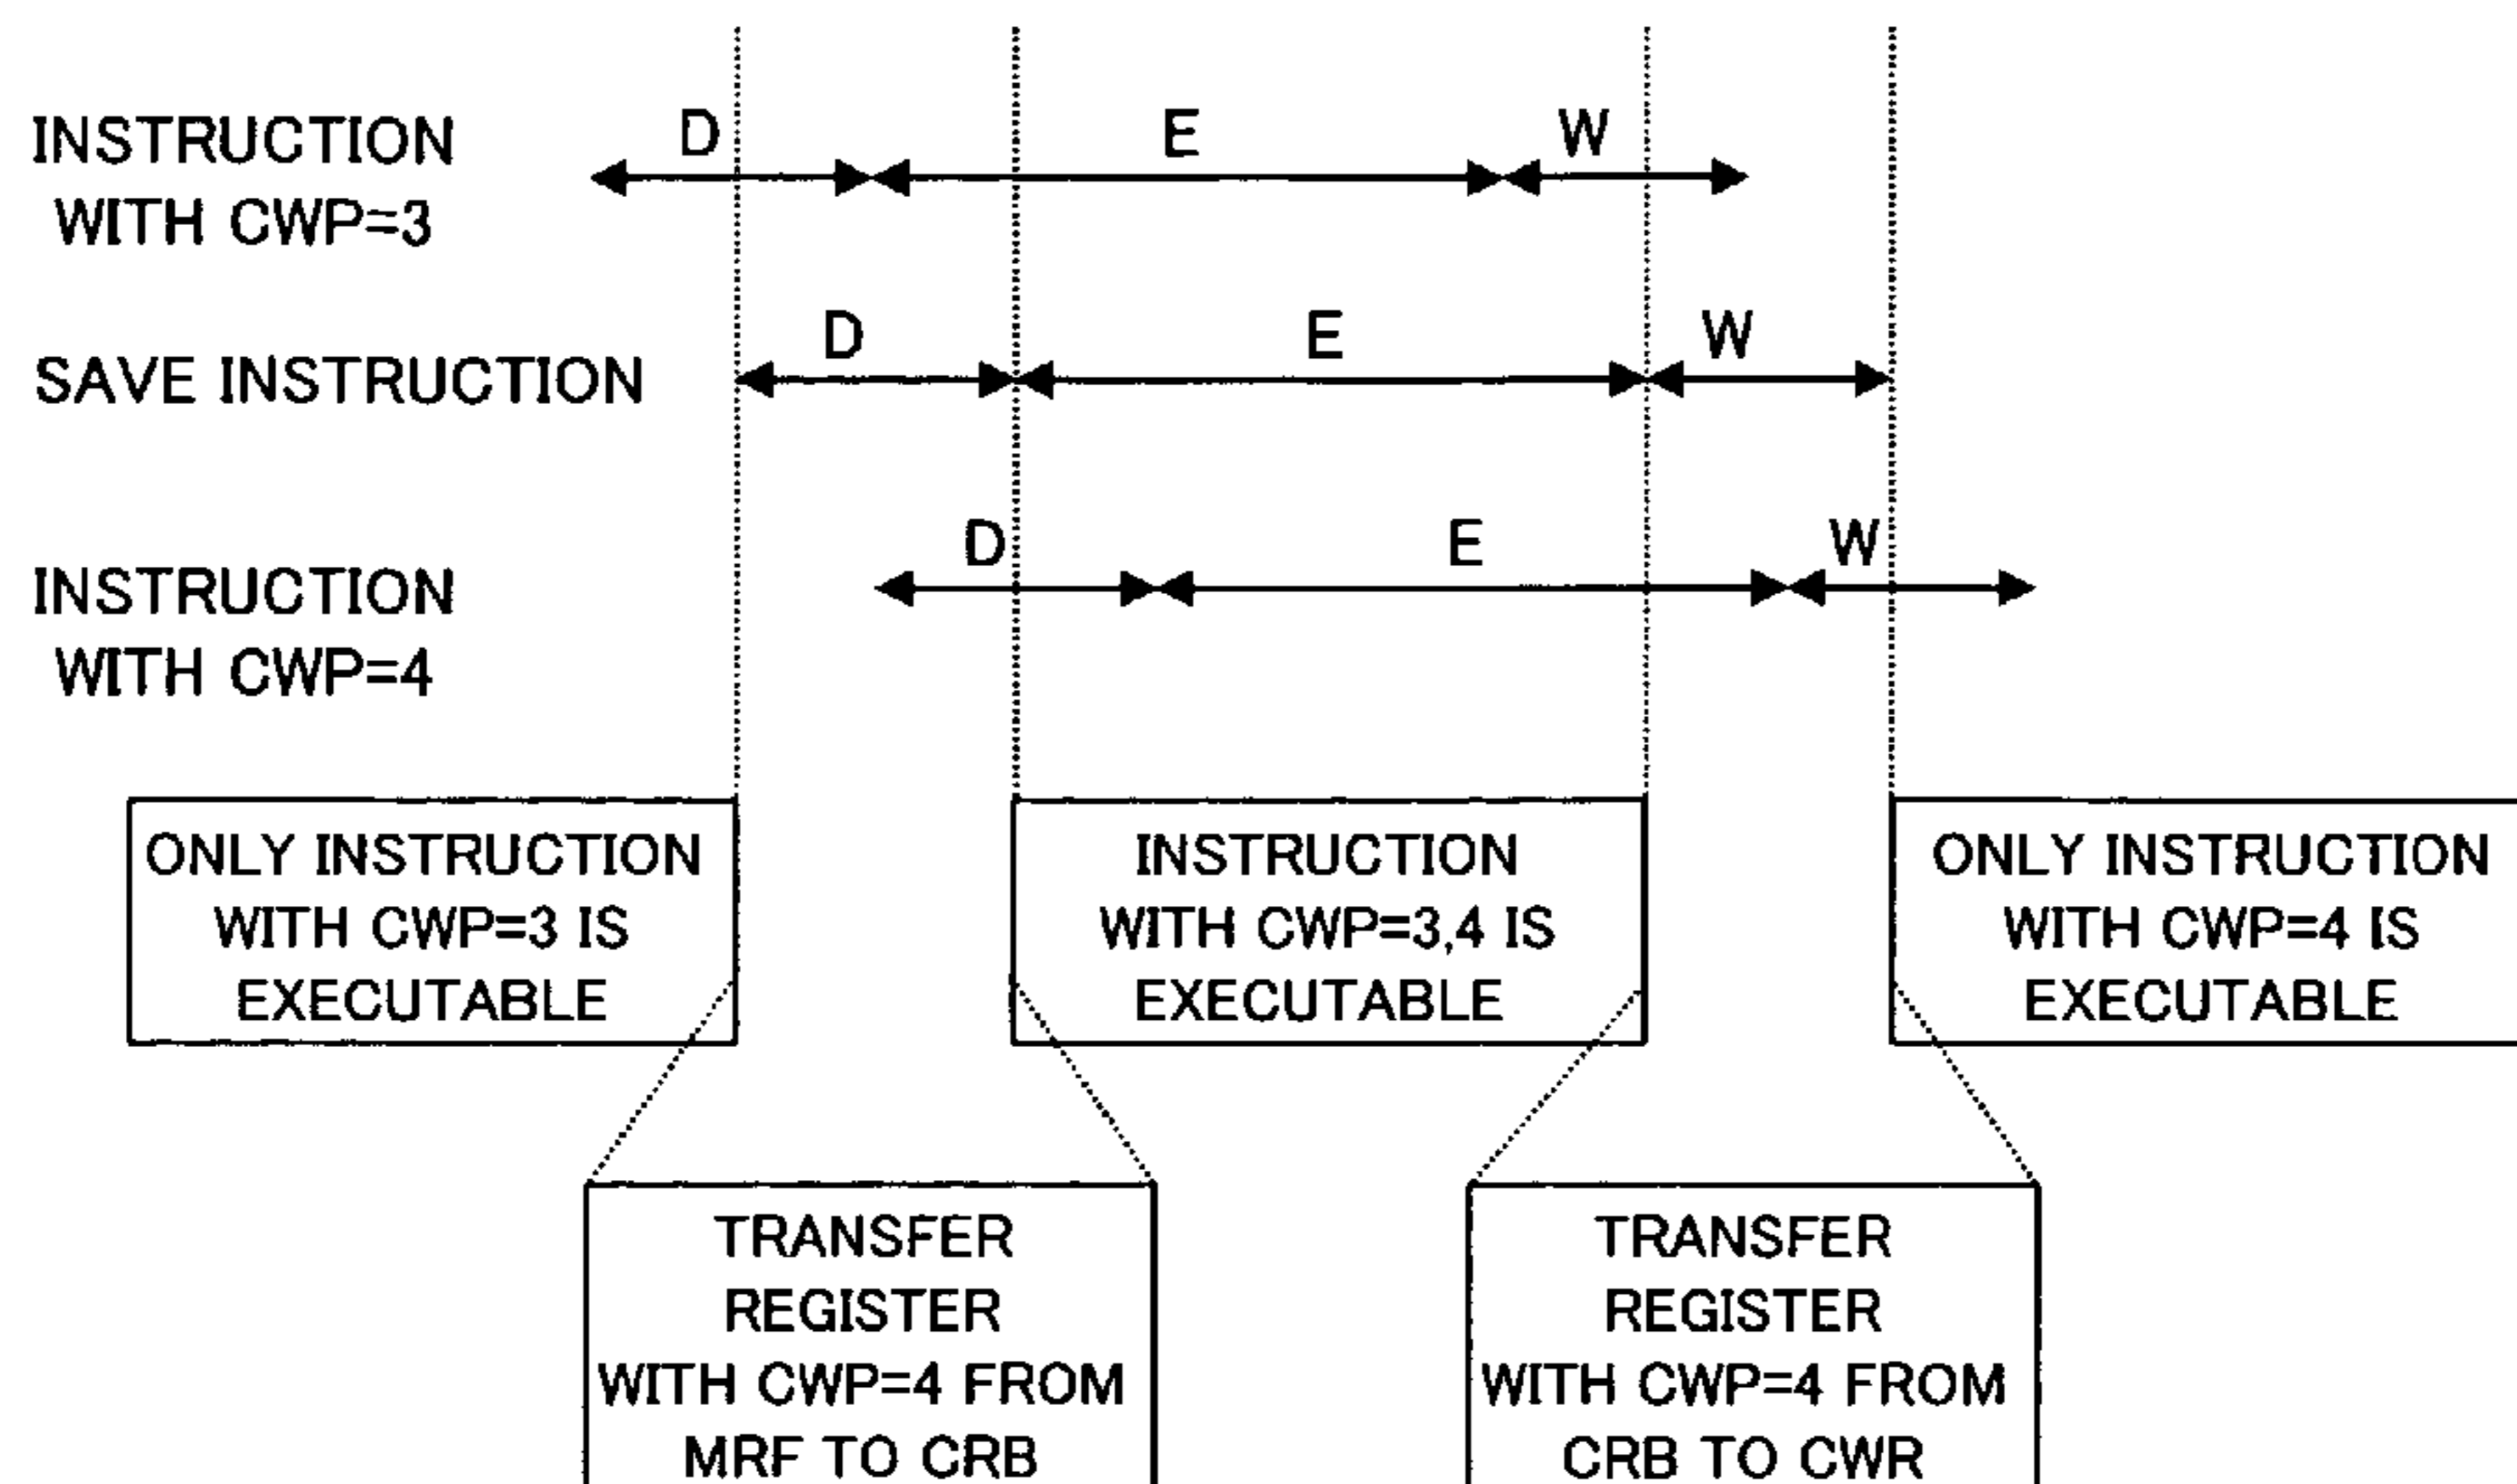 INSTRUCTION
WITH CWP=3
D
E
W
SAVE INSTRUCTION
D
E
W
INSTRUCTION
WITH CWP=4
D
E
W
ONLY INSTRUCTION
WITH CWP=3 IS
EXECUTABLE
INSTRUCTION
WITH CWP=3,4 IS
EXECUTABLE
ONLY INSTRUCTION
WITH CWP=4 IS
EXECUTABLE
TRANSFER
REGISTER
WITH CWP=4 FROM
MRF TO CRB
TRANSFER
REGISTER
WITH CWP=4 FROM
CRB TO CWR